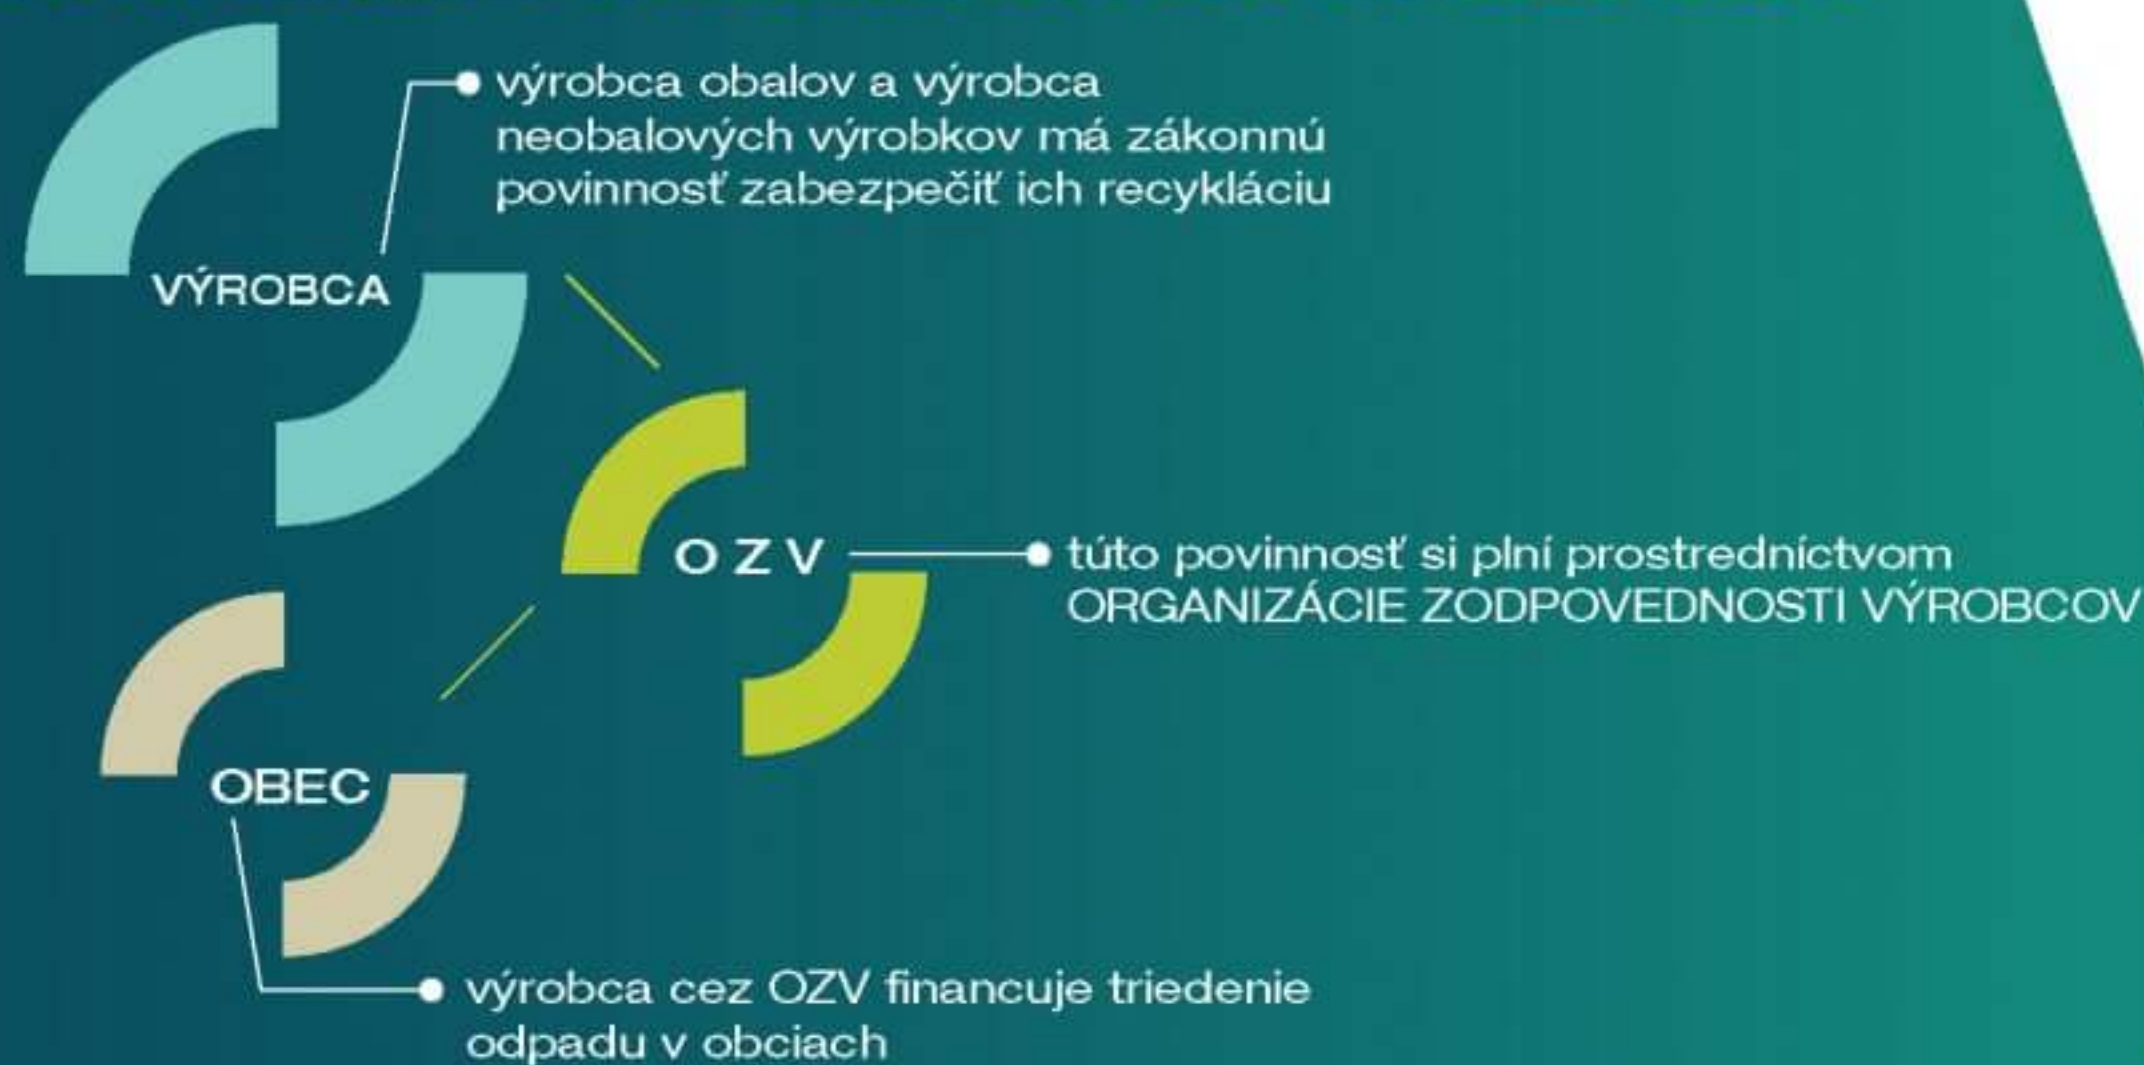 výrobca obalov a výrobca
neobalových výrobkov má zákonnú
povinnosť zabezpečiť ich recykláciu
VÝROBCA
OZV
túto povinnosť si plní prostredníctvom
ORGANIZÁCIE ZODPOVEDNOSTI VÝROBCOV
OBEC
výrobca cez OZV financuje triedenie
odpadu v obciach